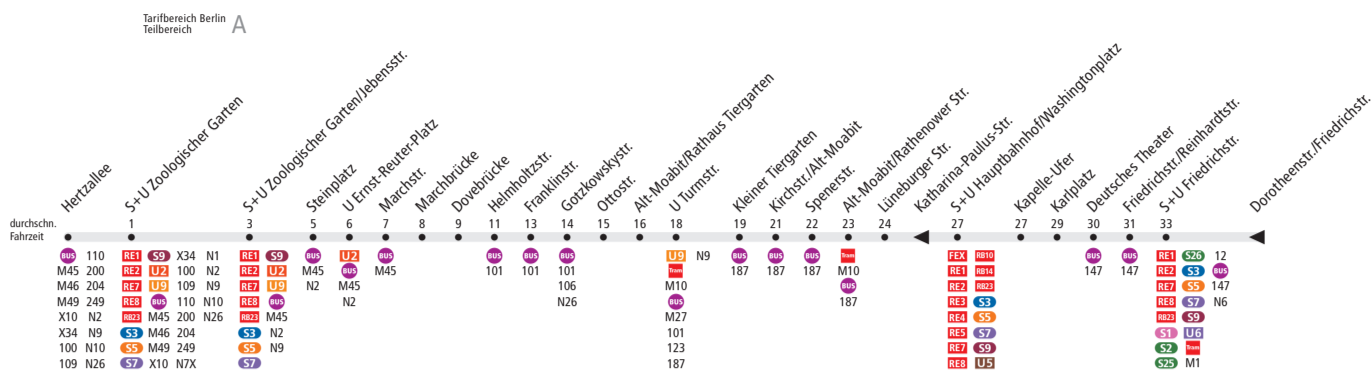 Tarifbereich Berlin
Teilbereich
A
Hertzallee
S+U Zoologischer Garten
S+U Zoologischer Garten/Jebensstr.
Steinplatz
U Ernst-Reuter-Platz
Marchstr.
Marchbrücke
Dovebrücke
Helmholtzstr.
Franklinstr.
Gotzkowskystr.
Ottostr.
Alt-Moabit/Rathaus Tiergarten
U Turmstr.
Kleiner Tiergarten
Kirchstr./Alt-Moabit
Spenerstr.
Alt-Moabit/Rathenower Str.
Lüneburger Str.
Katharina-Paulus-Str.
S+U Hauptbahnhof/Washingtonplatz
Kapelle-Ufer
Karlplatz
Deutsches Theater
Friedrichstr./Reinhardtstr.
S+U Friedrichstr.
Dorotheenstr./Friedrichstr.
durchschn. 1 3 5 6 7 8 9 11 13 14 15 16 18 19 21 22 23 24 27 27 29 30 31 33
Fahrzeit
BUS 110 RE1 S9 X34 N1 RE1 S9 BUS U2 BUS BUS BUS BUS U9 N9 BUS BUS BUS Tram FEX RB10 BUS BUS RE1 S26 12
M45 200 RE2 U2 100 N2 RE2 U2 M45 BUS M45 101 101 101 Tram 187 187 187 M10 RE1 RB14 147 147 RE2 S3 BUS
M46 204 RE7 U9 109 N9 RE7 U9 N2 M45 106 M10 BUS RE2 RB23 RE7 S5 147
M49 249 RE8 BUS 110 N10 RE8 BUS N2 N26 BUS 187 RE3 S3 RE8 S7 N6
X10 N2 RB23 M45 200 N26 RB23 M45 M27 RE4 S5 RB23 S9
X34 N9 S3 M46 204 S3 N2 101 RE5 S7 S1 U6
100 N10 S5 M49 249 S5 N9 123 RE7 S9 S2 Tram
109 N26 S7 X10 N7X S7 187 RE8 U5 S25 M1